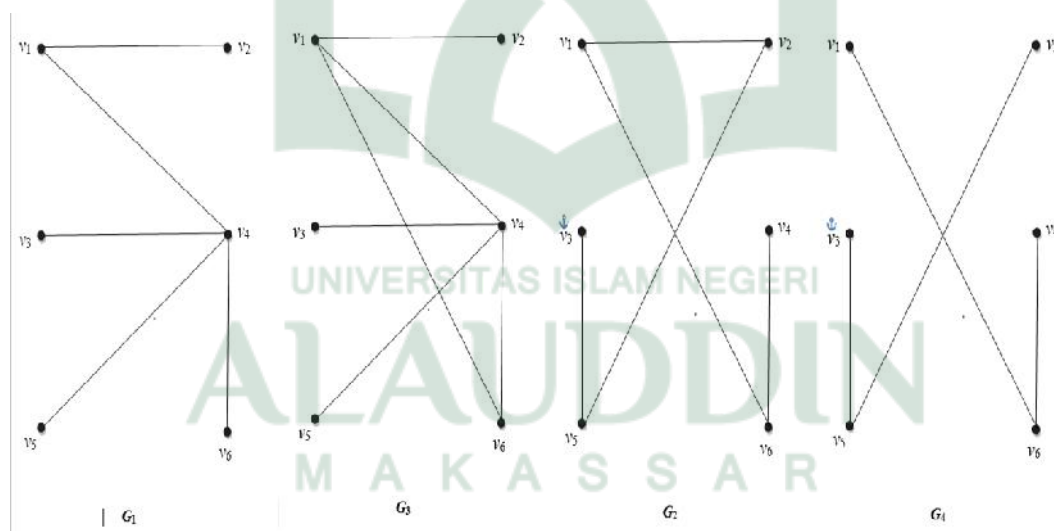 v1 v2 v1 v2 v1 v2 v1
v3 v4 v3 v4 v3 v4 v3
UNIVERSITAS ISLAM NEGERI
ALAUDDIN
v5 v6 v5 v6 v5 v6 v6
MAKASSAR
G1 G3 G2 G4